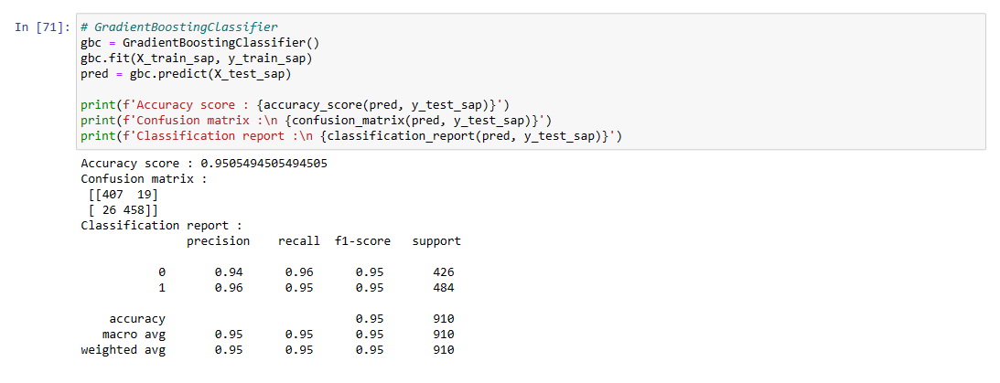 In [71]: # GradientBoostingClassifier
gbc = GradientBoostingClassifier()
gbc.fit(X_train_sap, y_train_sap)
pred = gbc.predict(X_test_sap)
print(f'Accuracy score : {accuracy_score(pred, y_test_sap)}')
print(f'Confusion matrix :\n {confusion_matrix(pred, y_test_sap)}')
print(f'Classification report :\n {classification_report(pred, y_test_sap)}')
Accuracy score : 0.9505494505494505
Confusion matrix :
[[407 19]
[ 26 458]]
Classification report :
precision recall f1-score support
0 0.94 0.96 0.95 426
1 0.96 0.95 0.95 484
accuracy 0.95 910
macro avg 0.95 0.95 0.95 910
weighted avg 0.95 0.95 0.95 910